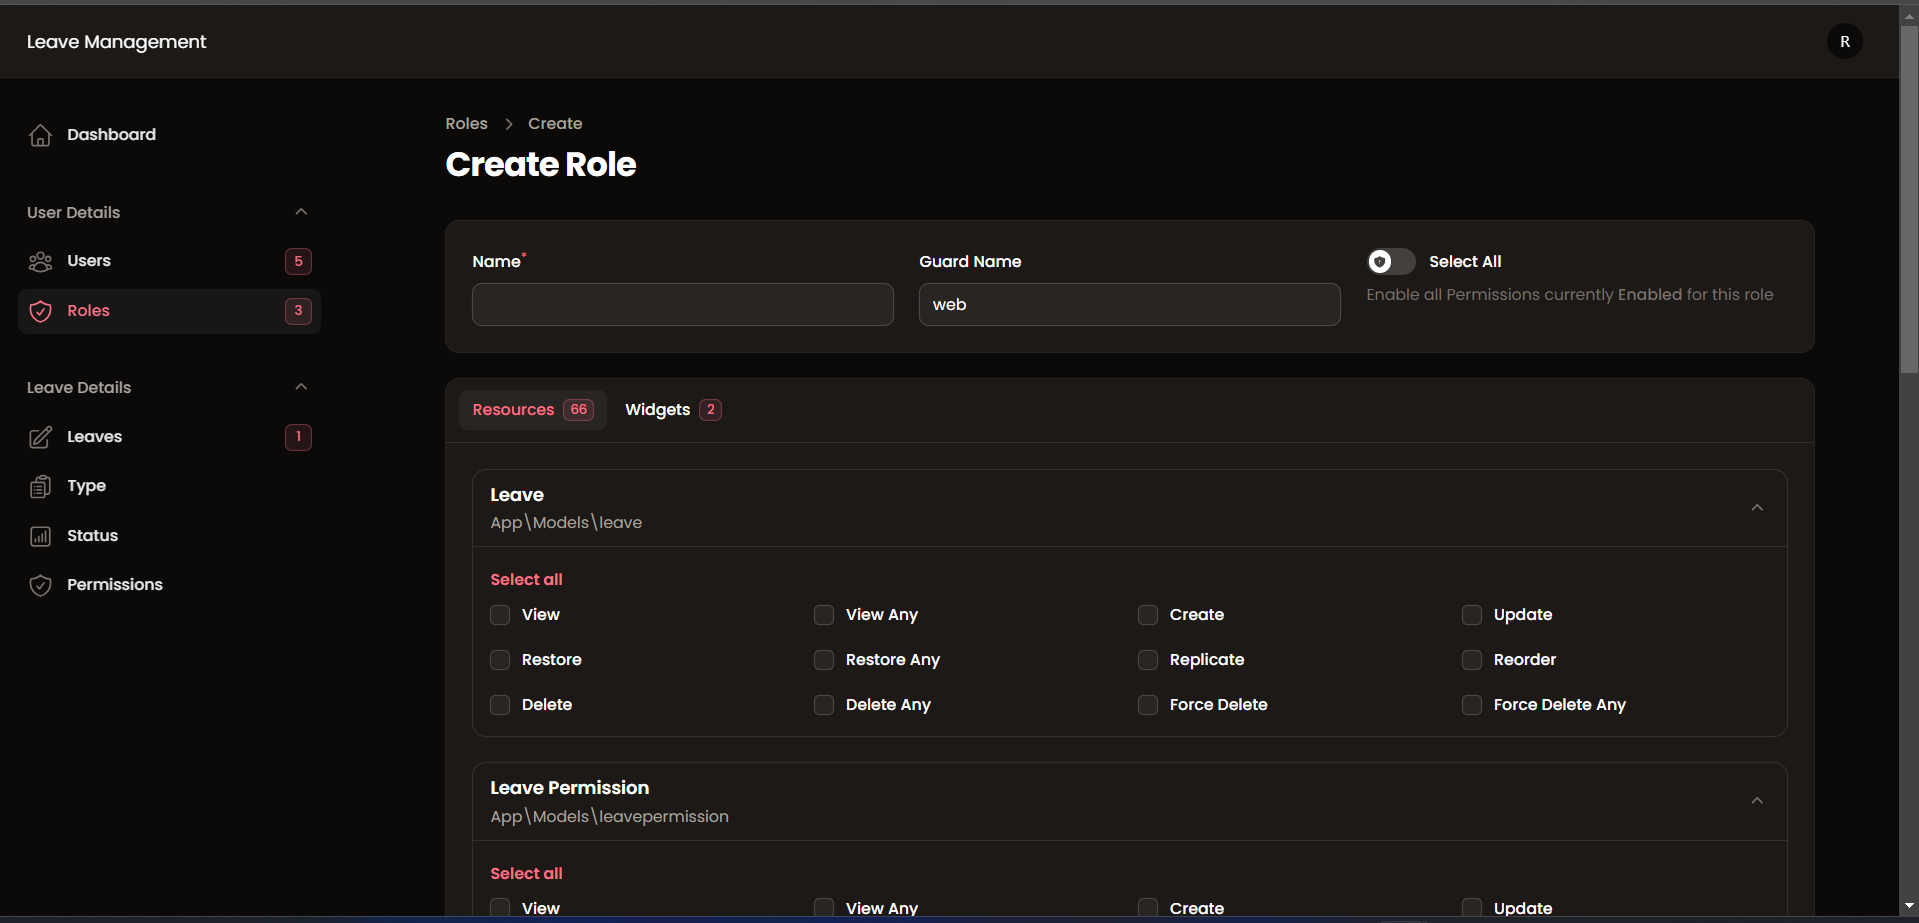 Leave Management
R
Dashboard
User Details
Users 5
Roles 3
Leave Details
Leaves 1
Type
Status
Permissions
Roles > Create
Create Role
Name*
Guard Name
web
Select All
Enable all Permissions currently Enabled for this role
Resources 66 Widgets 2
Leave
App\Models\leave
Select all
View View Any Create Update
Restore Restore Any Replicate Reorder
Delete Delete Any Force Delete Force Delete Any
Leave Permission
App\Models\leavepermission
Select all
View View Any Create Update